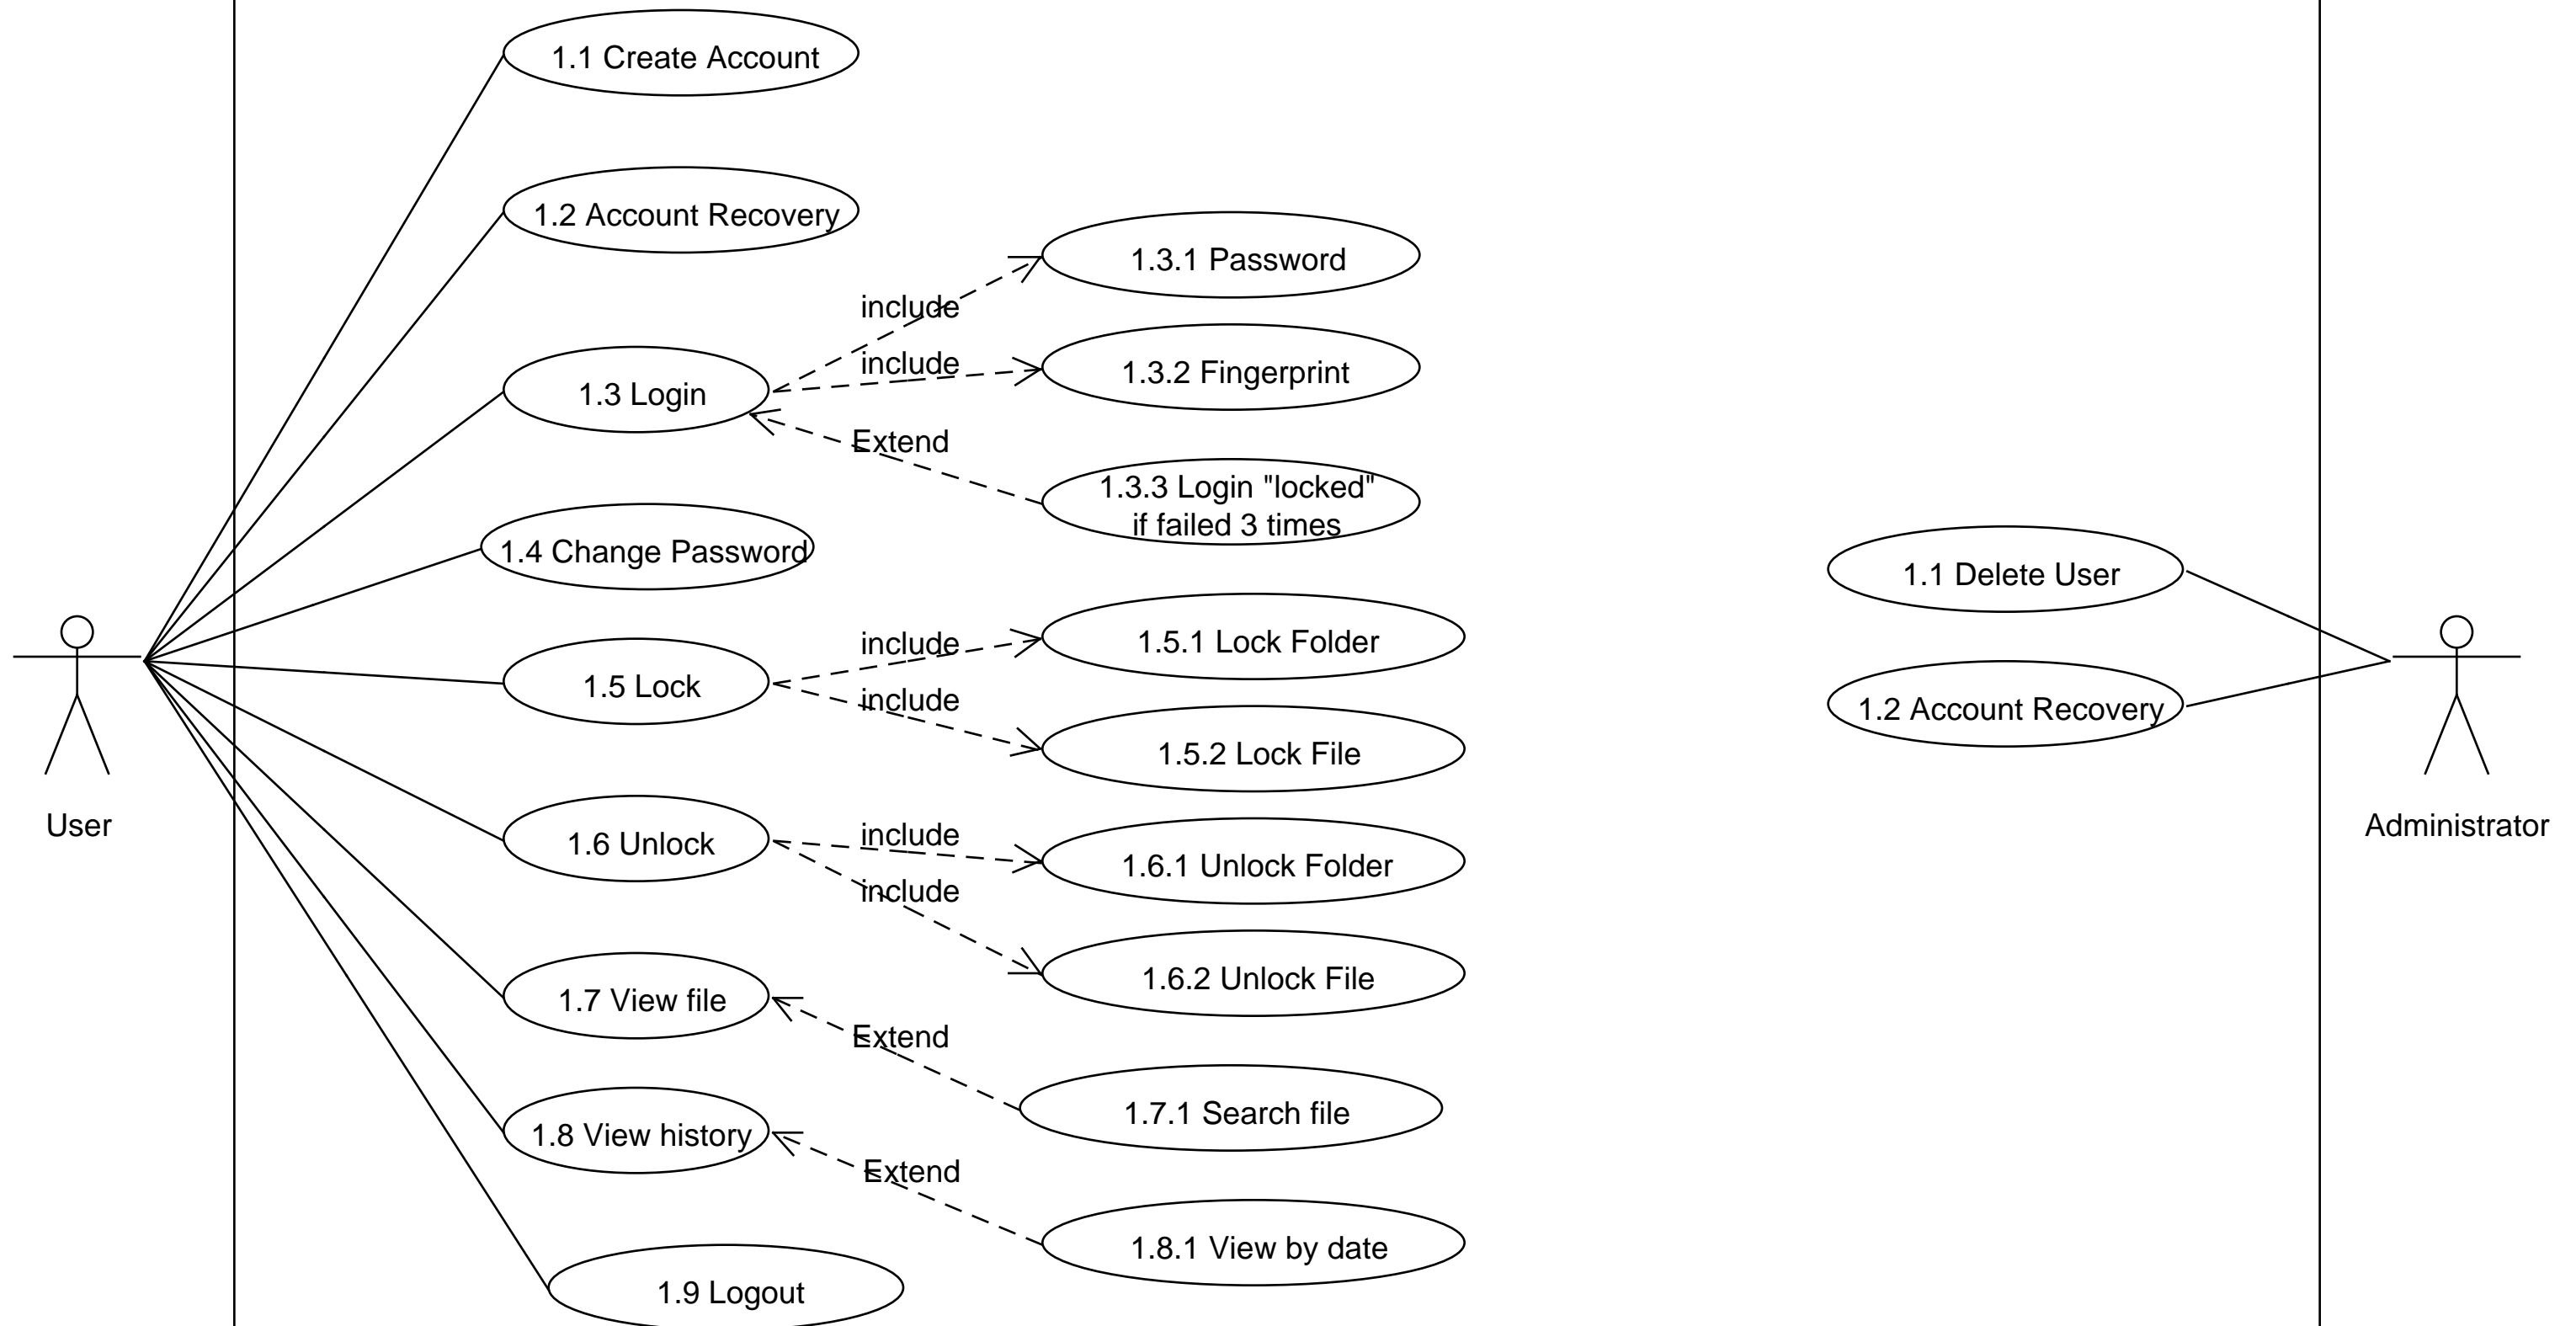 1.1 Create Account
1.2 Account Recovery
1.3.1 Password
include
include
1.3.2 Fingerprint
1.3 Login
Extend
1.3.3 Login "locked"
if failed 3 times
1.4 Change Password
1.1 Delete User
include
1.5.1 Lock Folder
1.5 Lock
include
1.2 Account Recovery
1.5.2 Lock File
User
include
1.6 Unlock
1.6.1 Unlock Folder
Administrator
include
1.6.2 Unlock File
1.7 View file
Extend
1.7.1 Search file
1.8 View history
Extend
1.8.1 View by date
1.9 Logout